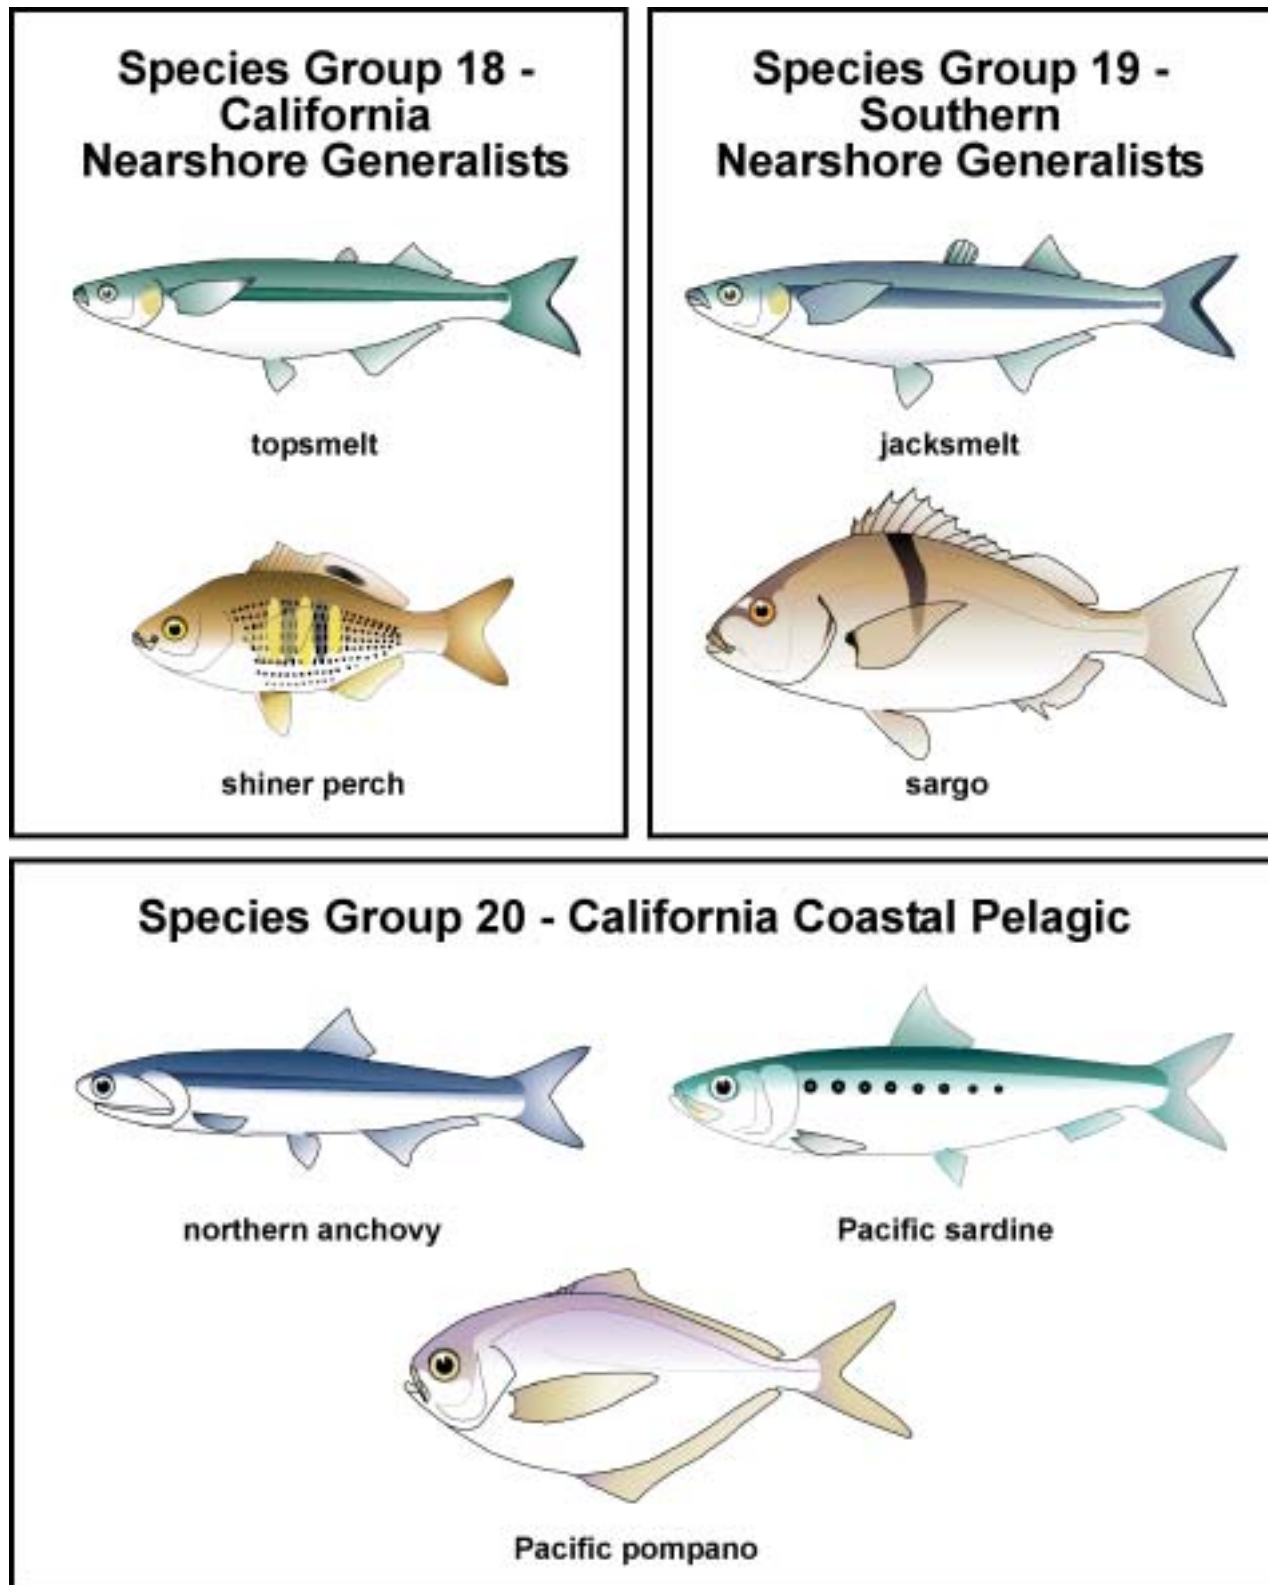 Species Group 18 -
California
Nearshore Generalists
topsmelt
shiner perch
Species Group 19 -
Southern
Nearshore Generalists
jacksmelt
sargo
Species Group 20 - California Coastal Pelagic
northern anchovy
Pacific sardine
Pacific pompano